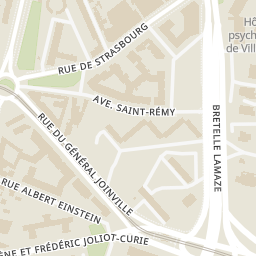 Hô
psych
de Vill
RUE DE STRASBOURG
AVE. SAINT-RÉMY
BRETELLE LAMAZE
RUE DU GÉNÉRAL JOINVILLE
RUE ALBERT EINSTEIN
ÈNE ET FRÉDÉRIC JOLIOT-CURIE